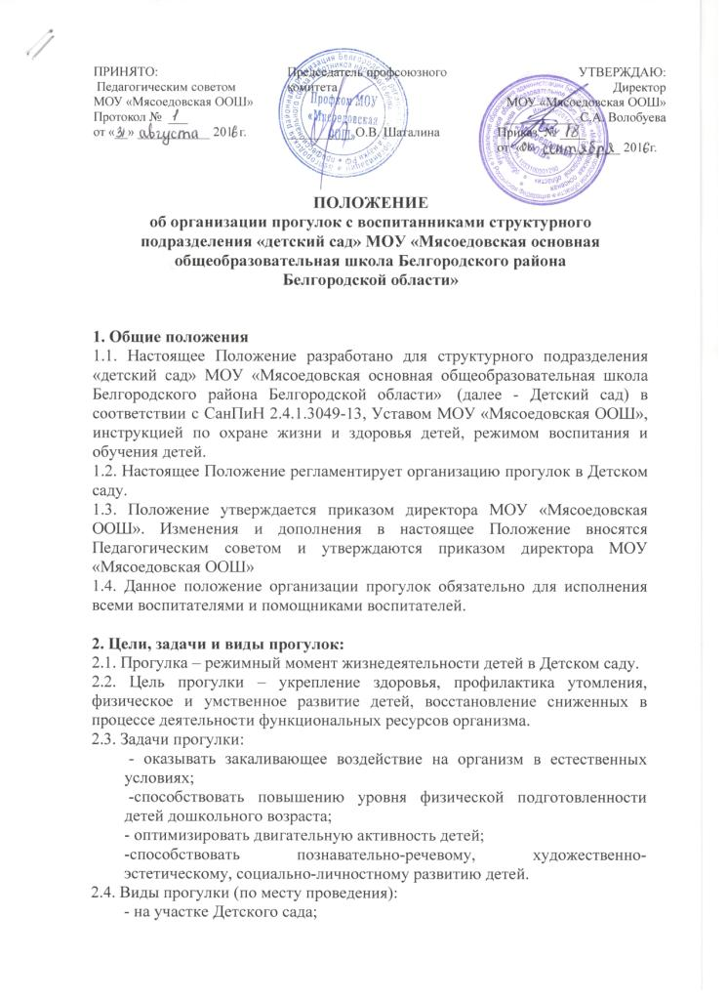 ПРИНЯТО:
Педагогическим советом
МОУ «Мясоедовская ООШ»
Протокол № 1
от «31» августа 2016г.
Председатель профсоюзного
комитета
О.В. Шаталина
Профком МОУ
«Мясоедовская
ООШ»
УТВЕРЖДАЮ:
Директор
МОУ «Мясоедовская ООШ»
С.А. Волобуева
Приказ № 18
от « » сентября 2016г.
ПОЛОЖЕНИЕ
об организации прогулок с воспитанниками структурного
подразделения «детский сад» МОУ «Мясоедовская основная
общеобразовательная школа Белгородского района
Белгородской области»
1. Общие положения
1.1. Настоящее Положение разработано для структурного подразделения
«детский сад» МОУ «Мясоедовская основная общеобразовательная школа
Белгородского района Белгородской области» (далее - Детский сад) в
соответствии с СанПиН 2.4.1.3049-13, Уставом МОУ «Мясоедовская ООШ»,
инструкцией по охране жизни и здоровья детей, режимом воспитания и
обучения детей.
1.2. Настоящее Положение регламентирует организацию прогулок в Детском
саду.
1.3. Положение утверждается приказом директора МОУ «Мясоедовская
ООШ». Изменения и дополнения в настоящее Положение вносятся
Педагогическим советом и утверждаются приказом директора МОУ
«Мясоедовская ООШ»
1.4. Данное положение организации прогулок обязательно для исполнения
всеми воспитателями и помощниками воспитателей.
2. Цели, задачи и виды прогулок:
2.1. Прогулка – режимный момент жизнедеятельности детей в Детском саду.
2.2. Цель прогулки – укрепление здоровья, профилактика утомления,
физическое и умственное развитие детей, восстановление сниженных в
процессе деятельности функциональных ресурсов организма.
2.3. Задачи прогулки:
- оказывать закаливающее воздействие на организм в естественных
условиях;
-способствовать повышению уровня физической подготовленности
детей дошкольного возраста;
- оптимизировать двигательную активность детей;
-способствовать познавательно-речевому, художественно-
эстетическому, социально-личностному развитию детей.
2.4. Виды прогулки (по месту проведения):
- на участке Детского сада;